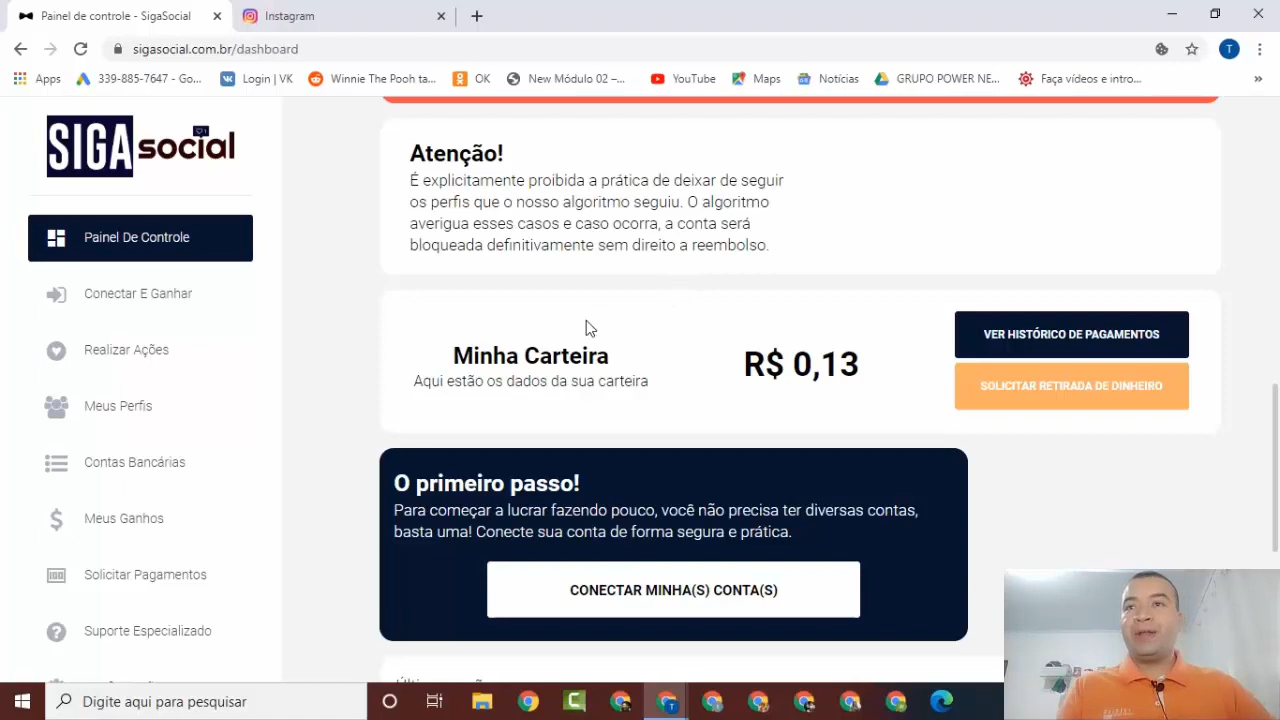 Painel de controle - SigaSocial
Instagram
sigasocial.com.br/dashboard
T
Apps
339-885-7647 - Go...
Login | VK
Winnie The Pooh ta...
OK
New Módulo 02 –...
YouTube
Maps
Notícias
GRUPO POWER NE...
Faça vídeos e intro...
SIGA social
Painel De Controle
Conectar E Ganhar
Realizar Ações
Meus Perfis
Contas Bancárias
Meus Ganhos
Solicitar Pagamentos
Suporte Especializado
Atenção!
É explicitamente proibida a prática de deixar de seguir
os perfis que o nosso algoritmo seguiu. O algoritmo
averigua esses casos e caso ocorra, a conta será
bloqueada definitivamente sem direito a reembolso.
Minha Carteira
Aqui estão os dados da sua carteira
R$ 0,13
VER HISTÓRICO DE PAGAMENTOS
SOLICITAR RETIRADA DE DINHEIRO
O primeiro passo!
Para começar a lucrar fazendo pouco, você não precisa ter diversas contas,
basta uma! Conecte sua conta de forma segura e prática.
CONECTAR MINHA(S) CONTA(S)
Digite aqui para pesquisar